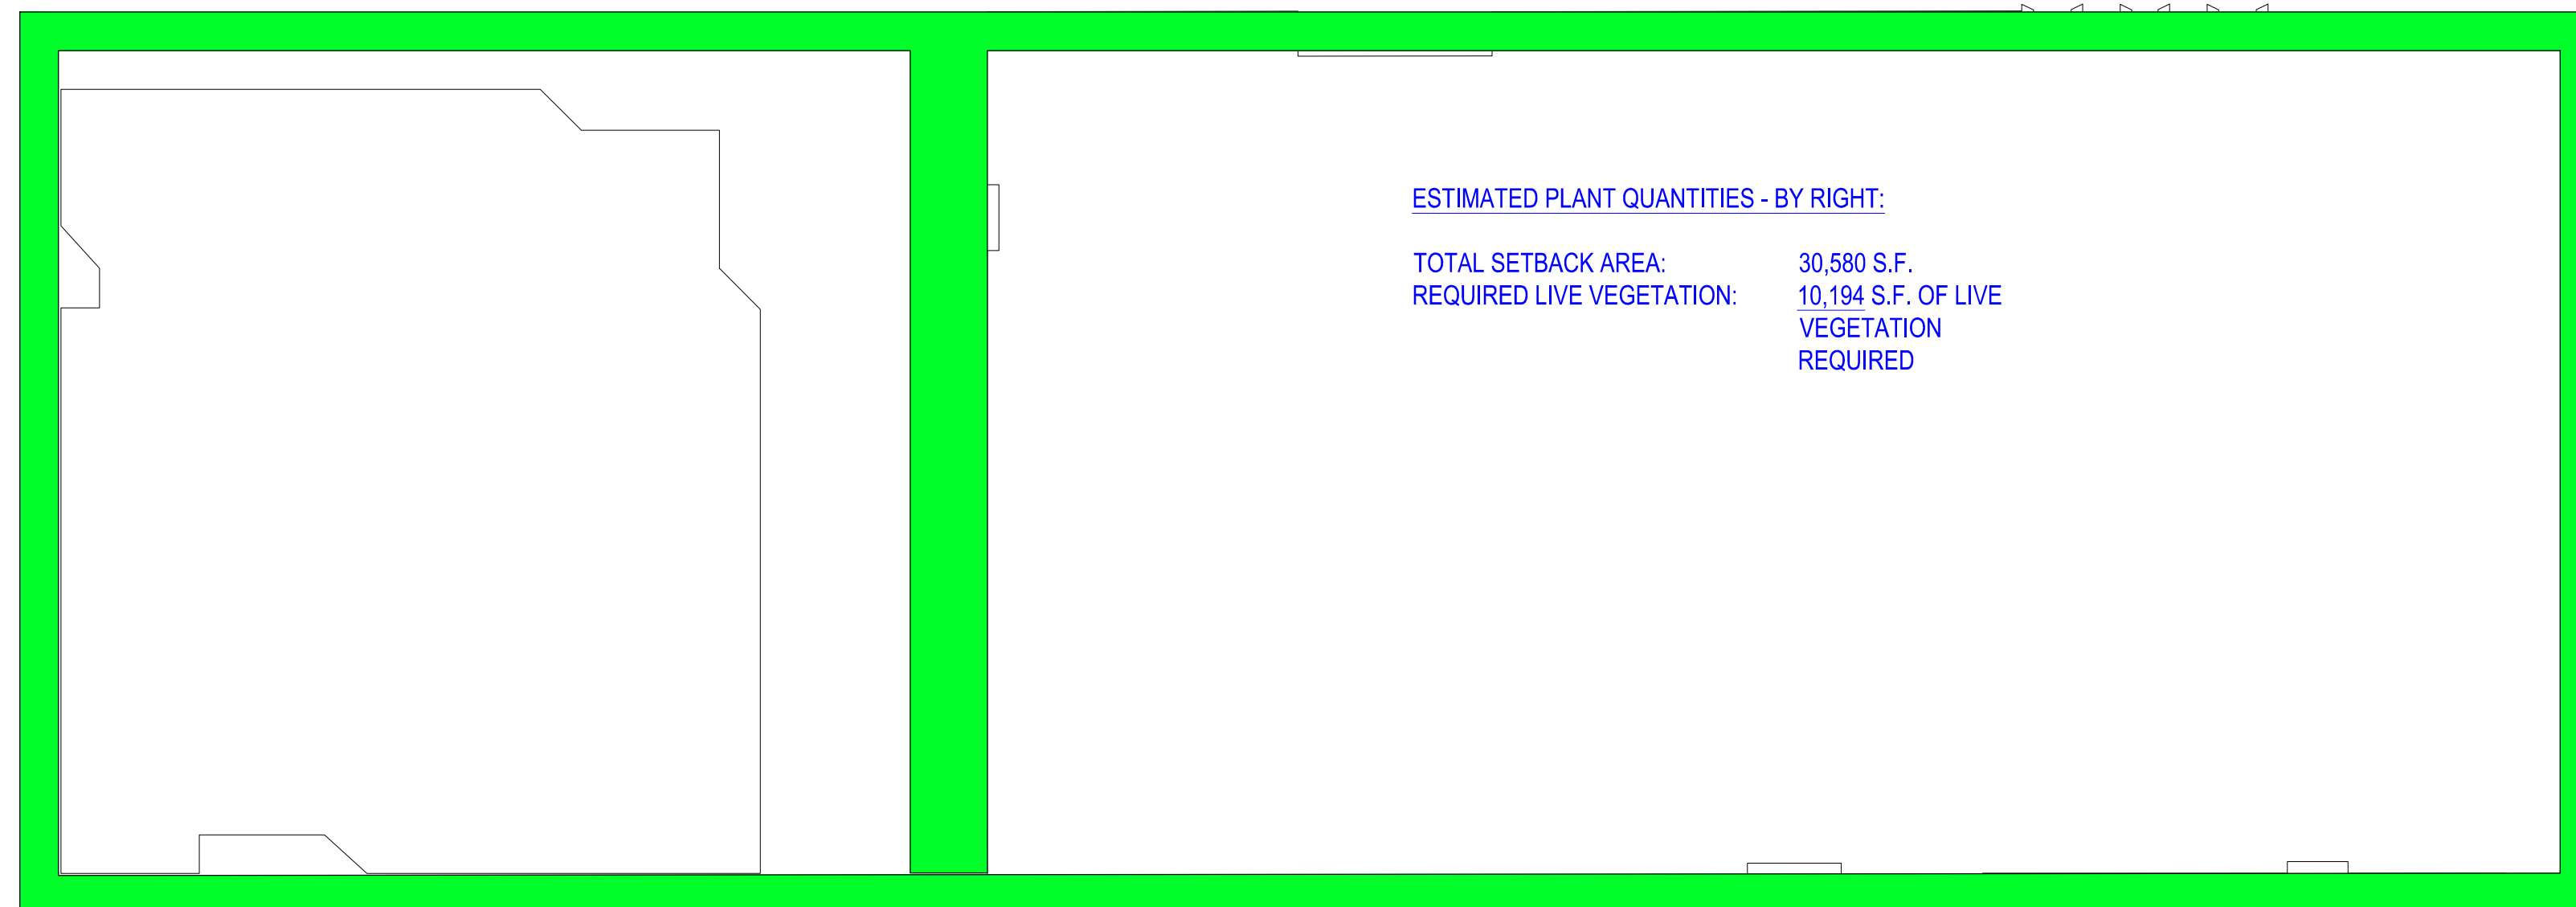 ESTIMATED PLANT QUANTITIES - BY RIGHT:
TOTAL SETBACK AREA: 30,580 S.F.
REQUIRED LIVE VEGETATION: 10,194 S.F. OF LIVE
VEGETATION
REQUIRED